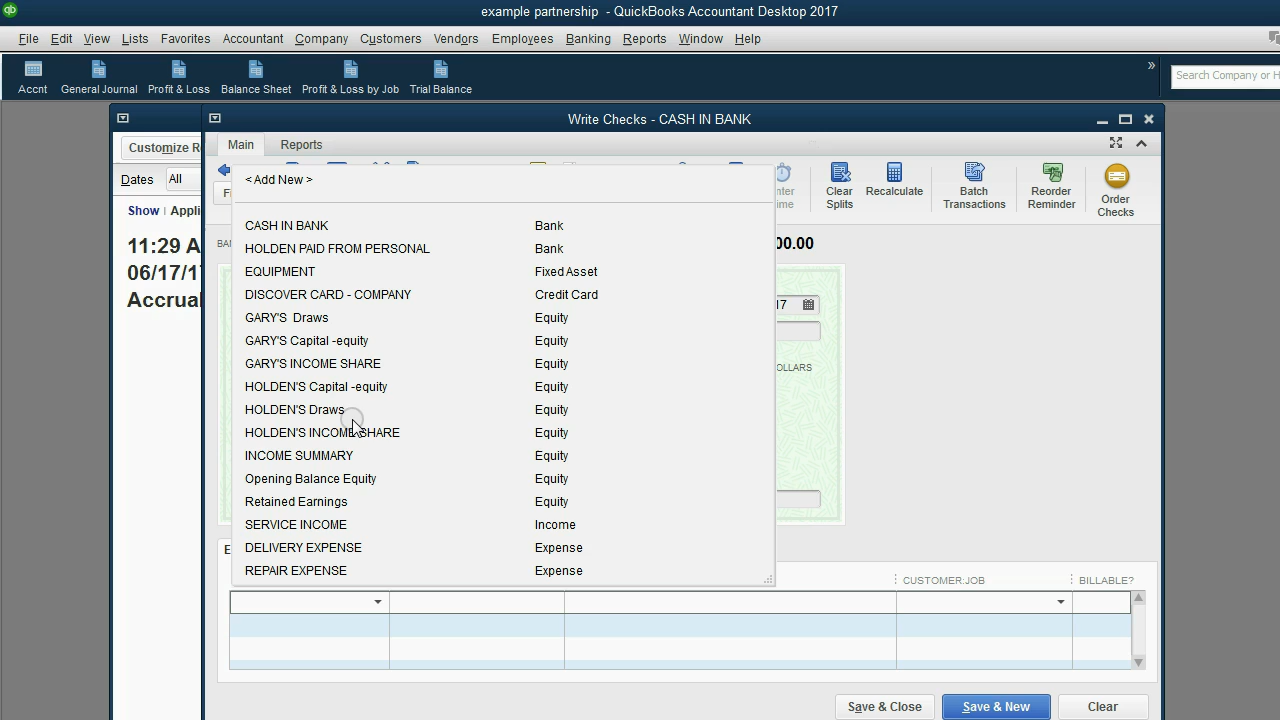 example partnership - QuickBooks Accountant Desktop 2017
File Edit View Lists Favorites Accountant Company Customers Vendors Employees Banking Reports Window Help
Accnt General Journal Profit & Loss Balance Sheet Profit & Loss by Job Trial Balance
» Search Company or H
Write Checks - CASH IN BANK
Customize R
Main Reports
Dates All
Show Appli
11:29 A
06/17/1
Accrua
Clear Splits
Recalculate
Batch Transactions
Reorder Reminder
Order Checks
00.00
17
OLLARS
< Add New >
CASH IN BANK Bank
HOLDEN PAID FROM PERSONAL Bank
EQUIPMENT Fixed Asset
DISCOVER CARD - COMPANY Credit Card
GARY'S Draws Equity
GARY'S Capital -equity Equity
GARY'S INCOME SHARE Equity
HOLDEN'S Capital -equity Equity
HOLDEN'S Draws Equity
HOLDEN'S INCOME SHARE Equity
INCOME SUMMARY Equity
Opening Balance Equity Equity
Retained Earnings Equity
SERVICE INCOME Income
DELIVERY EXPENSE Expense
REPAIR EXPENSE Expense
CUSTOMER:JOB BILLABLE?
Save & Close Save & New Clear